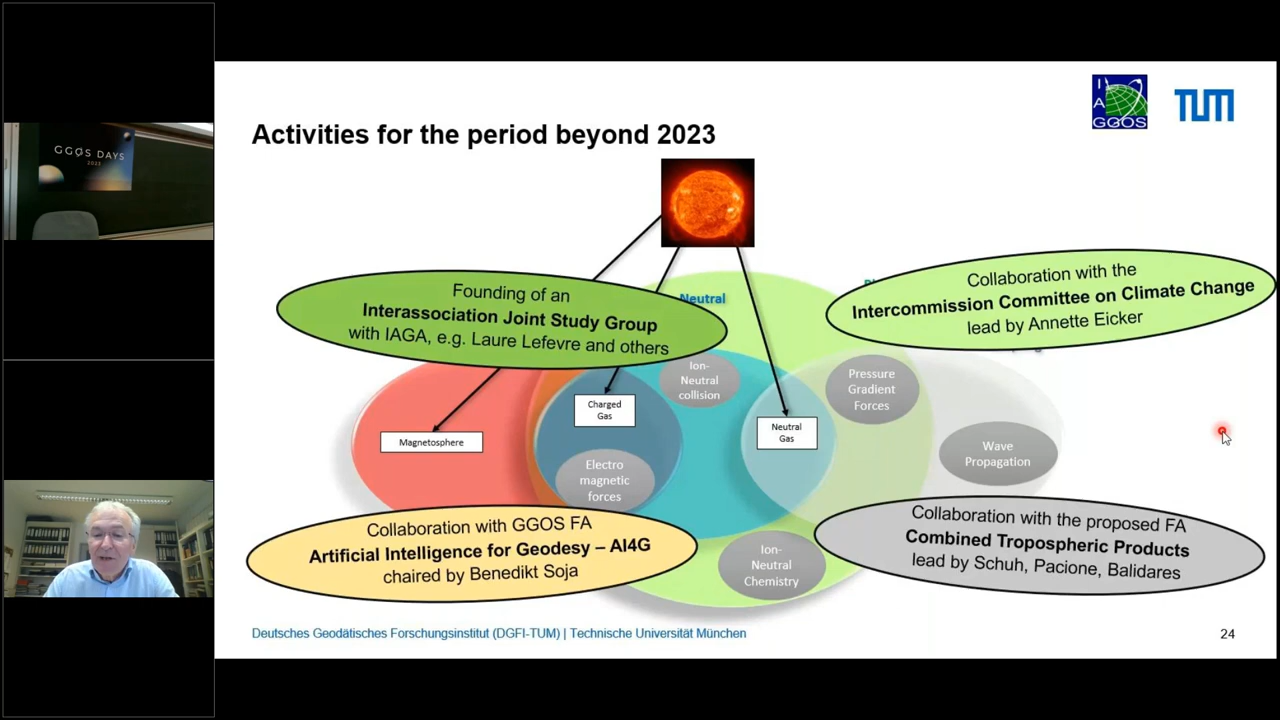 GGOS DAYS
2022
I
A
G
GGOS
TUM
Activities for the period beyond 2023
Founding of an
Interassociation Joint Study Group
with IAGA, e.g. Laure Lefevre and others
Neutral
Collaboration with the
Intercommission Committee on Climate Change
lead by Annette Eicker
Ion-
Neutral
collision
Pressure
Gradient
Forces
Charged
Gas
Neutral
Gas
Magnetosphere
Wave
Propagation
Electro
magnetic
forces
Collaboration with GGOS FA
Artificial Intelligence for Geodesy – AI4G
chaired by Benedikt Soja
Collaboration with the proposed FA
Combined Tropospheric Products
lead by Schuh, Pacione, Balidares
Ion-
Neutral
Chemistry
Deutsches Geodätisches Forschungsinstitut (DGFI-TUM) | Technische Universität München
24